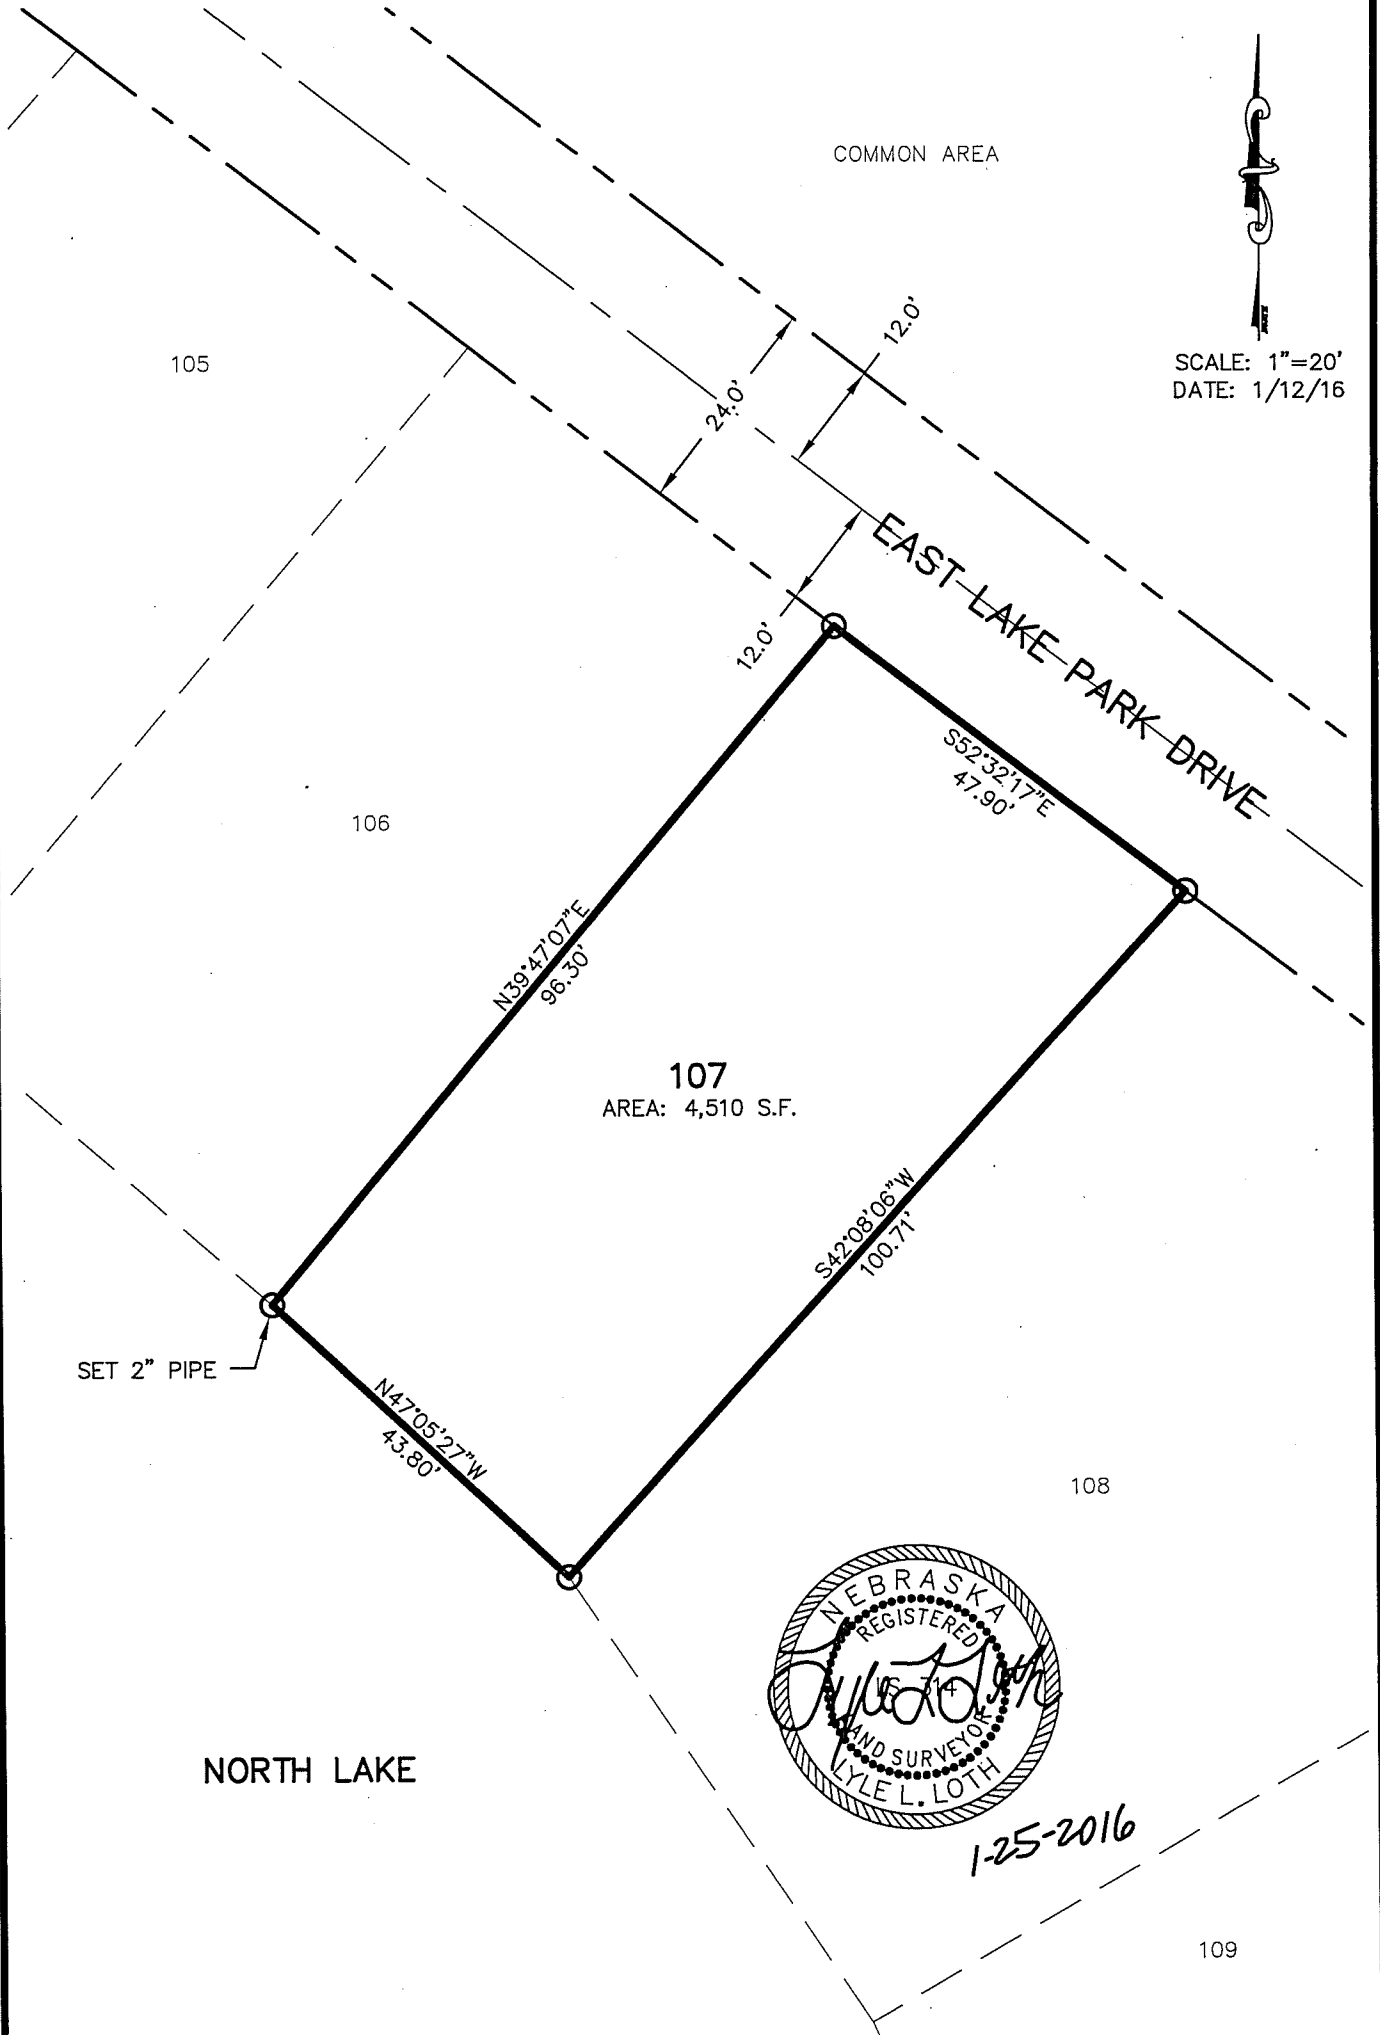 COMMON AREA
SCALE: 1"=20'
DATE: 1/12/16
12.0'
24.0'
105
EAST LAKE PARK DRIVE
12.0'
S52°32'17"E
47.90'
106
N39°47'07"E
96.30'
107
AREA: 4,510 S.F.
S42°08'06"W
100.71'
SET 2" PIPE
N47°05'27"W
43.80'
108
NEBRASKA
REGISTERED
LS 314
LAND SURVEYOR
LYLE L. LOTH
NORTH LAKE
1-25-2016
109